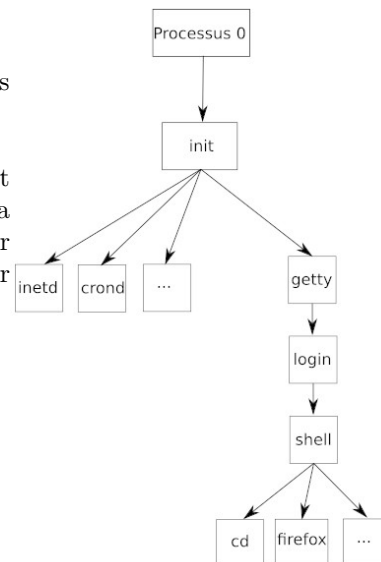 Processus 0
s
init
t
a
r
r
inetd
crond
...
getty
login
shell
cd
firefox
...